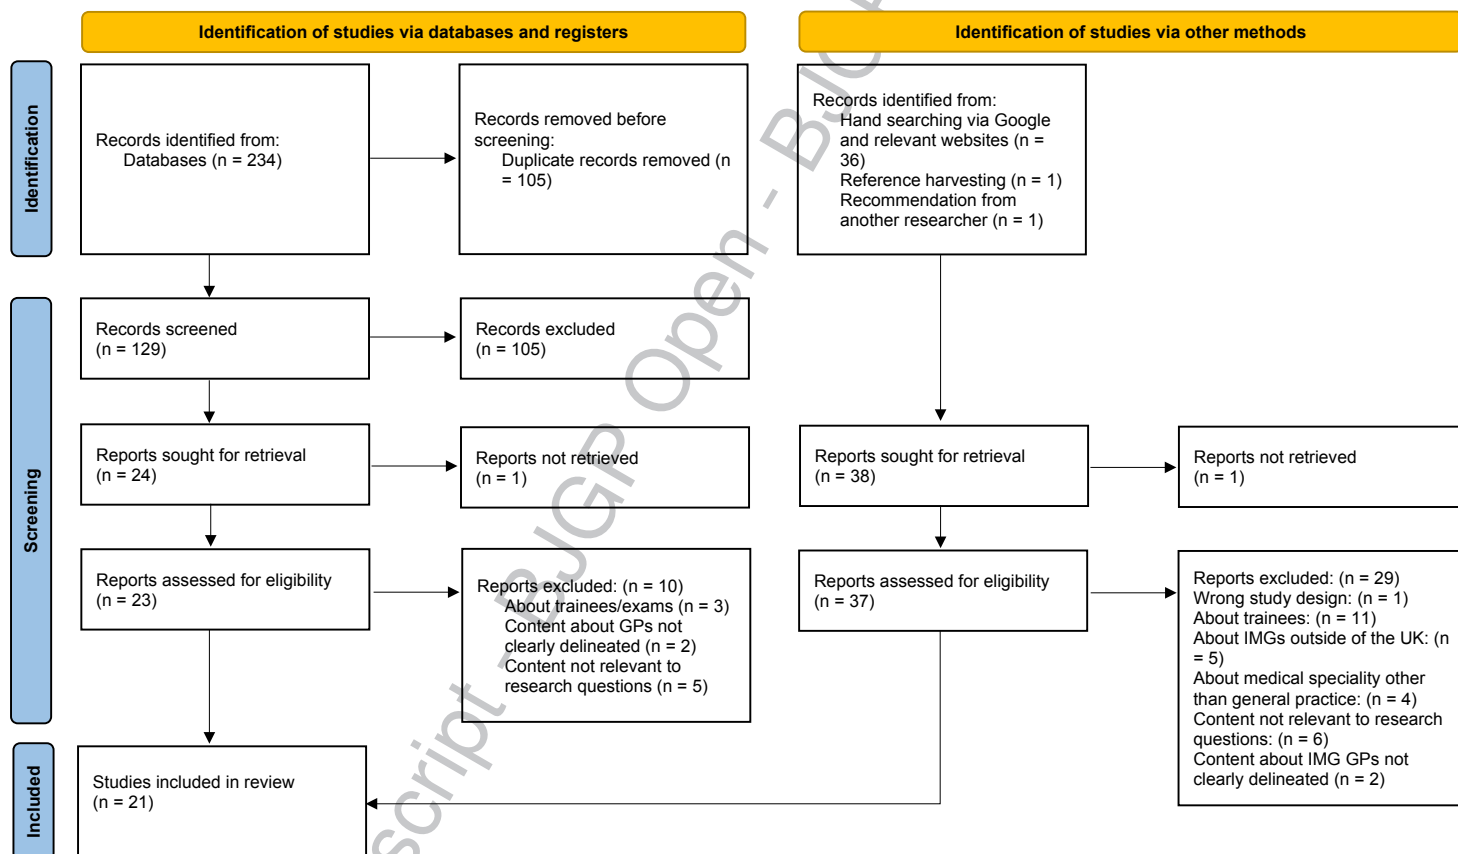 Identification of studies via databases and registers
Identification of studies via other methods
Identification
Records identified from:
Databases (n = 234)
Records removed before
screening:
Duplicate records removed (n
= 105)
Records identified from:
Hand searching via Google
and relevant websites (n =
36)
Reference harvesting (n = 1)
Recommendation from
another researcher (n = 1)
Screening
Records screened
(n = 129)
Records excluded
(n = 105)
Reports sought for retrieval
(n = 24)
Reports not retrieved
(n = 1)
Reports sought for retrieval
(n = 38)
Reports not retrieved
(n = 1)
Reports assessed for eligibility
(n = 23)
Reports excluded: (n = 10)
About trainees/exams (n = 3)
Content about GPs not
clearly delineated (n = 2)
Content not relevant to
research questions (n = 5)
Reports assessed for eligibility
(n = 37)
Reports excluded: (n = 29)
Wrong study design: (n = 1)
About trainees: (n = 11)
About IMGs outside of the UK: (n
= 5)
About medical speciality other
than general practice: (n = 4)
Content not relevant to research
questions: (n = 6)
Content about IMG GPs not
clearly delineated (n = 2)
Included
Studies included in review
(n = 21)
script - BJGP Open - BJG